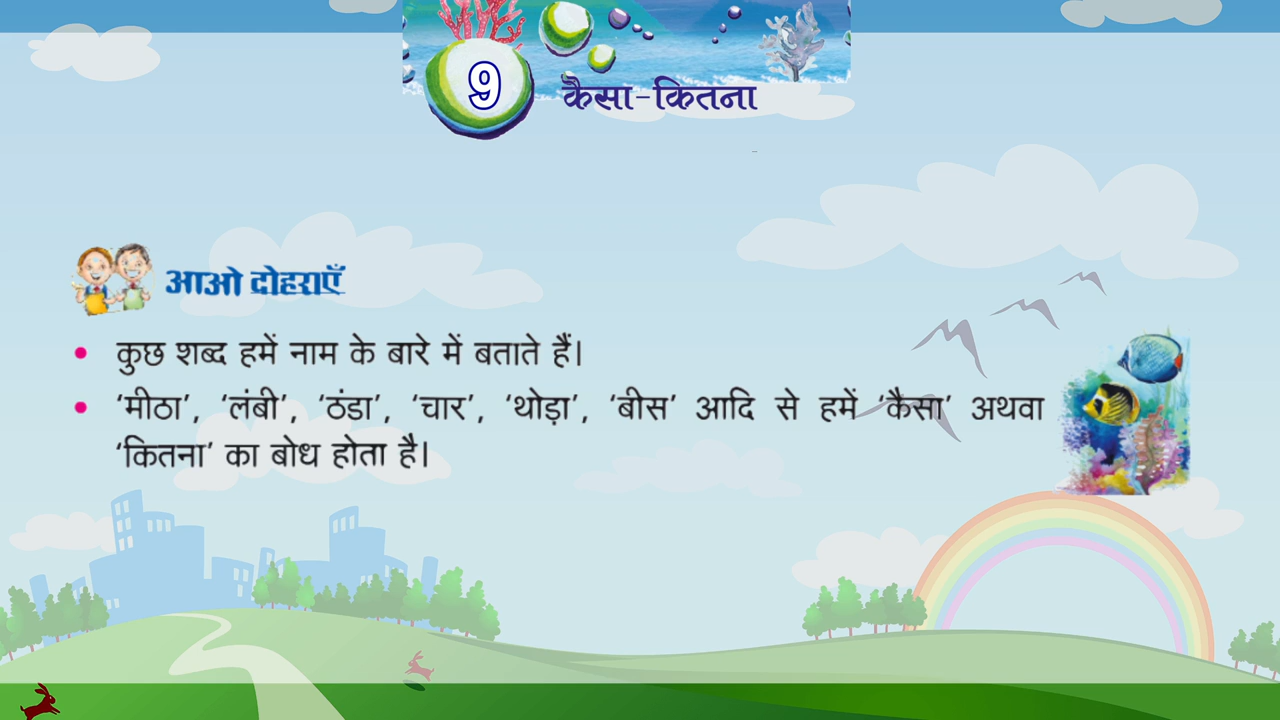 9
कैसा-कितना
आओ दोहराएँ
• कुछ शब्द हमें नाम के बारे में बताते हैं।
• ‘मीठा’, ‘लंबी’, ‘ठंडा’, ‘चार’, ‘थोड़ा’, ‘बीस’ आदि से हमें ‘कैसा’ अथवा
‘कितना’ का बोध होता है।